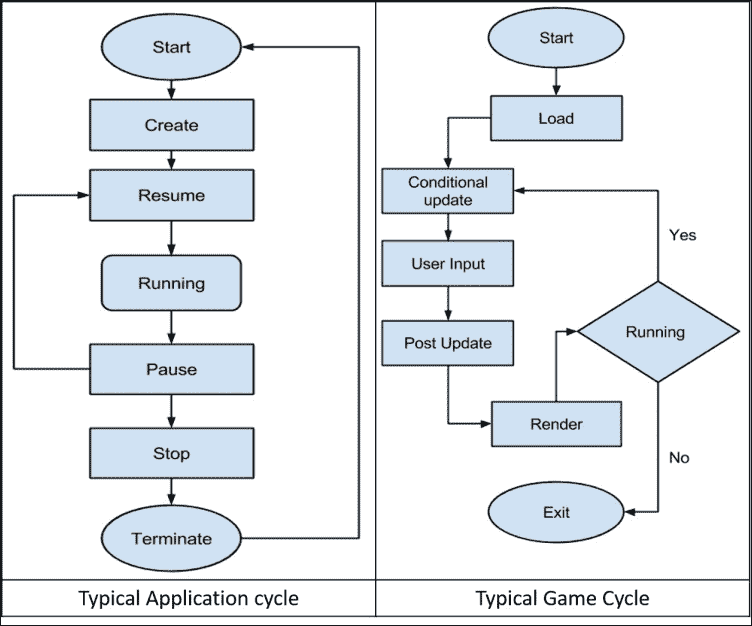 Start
Create
Resume
Running
Pause
Stop
Terminate
Typical Application cycle
Start
Load
Conditional
update
User Input
Post Update
Render
Running
Yes
No
Exit
Typical Game Cycle